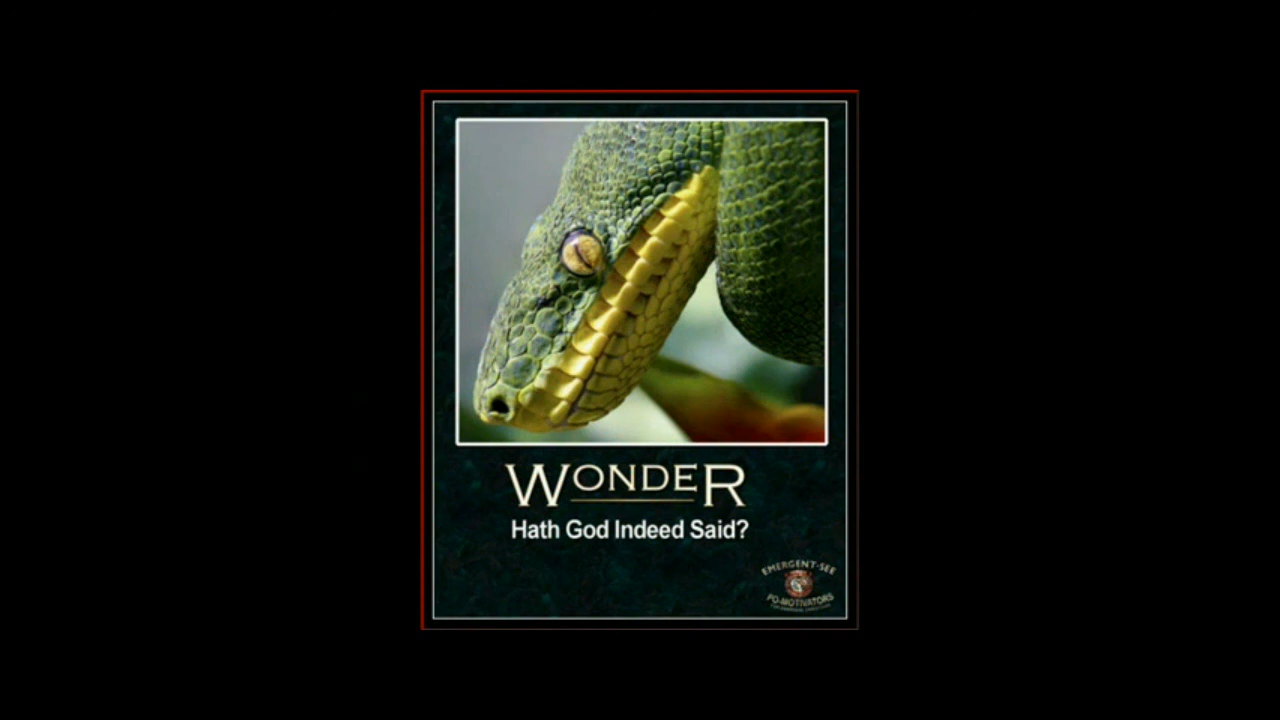 WONDER
Hath God Indeed Said?
EMERGENT-SEE
PO-MOTIVATORS